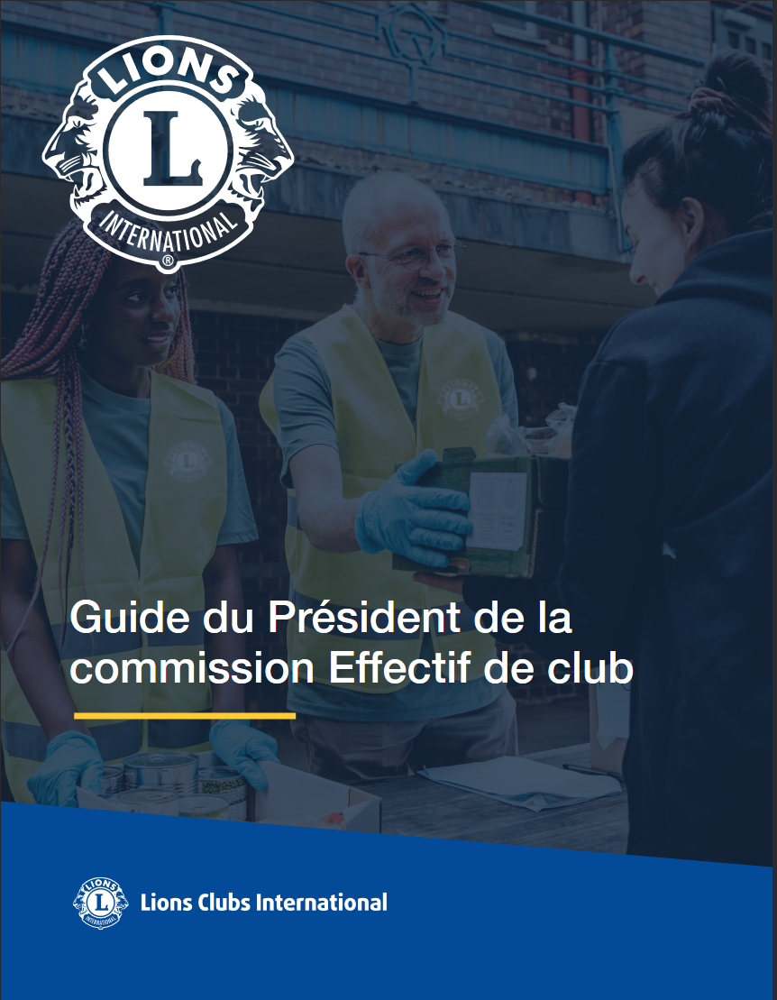 LIONS
L
INTERNATIONAL
®
L
L
Guide du Président de la
commission Effectif de club
LIONS
L
INTERNATIONAL
Lions Clubs International